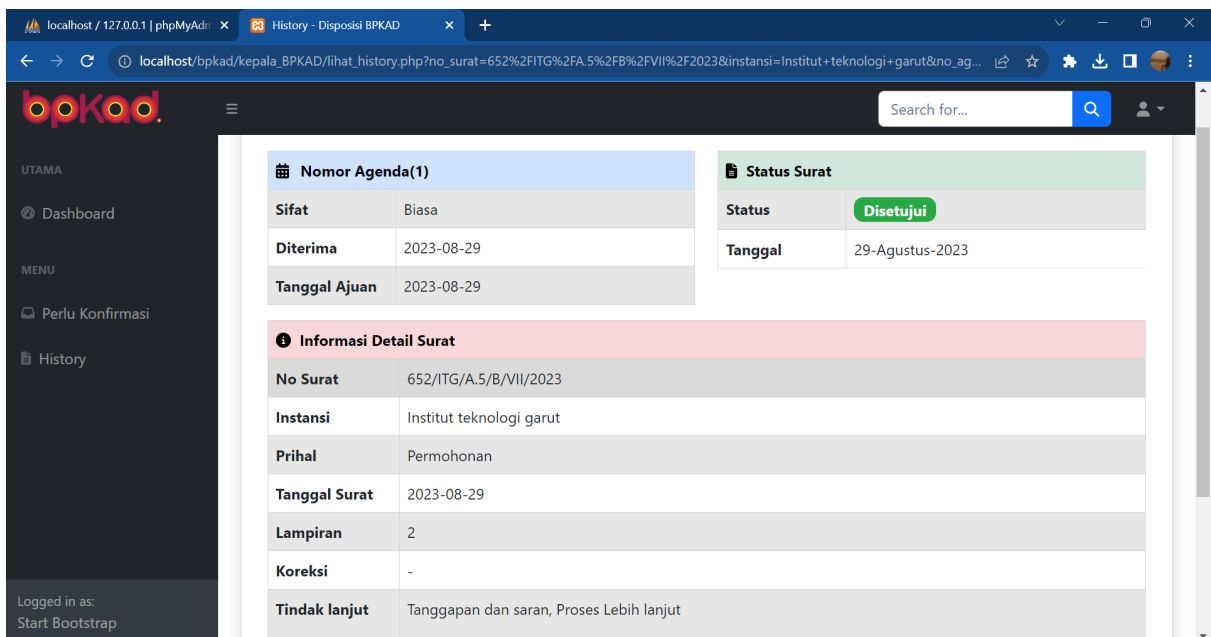 localhost / 127.0.0.1 | phpMyAdm
History - Disposisi BPKAD
localhost/bpkad/kepala_BPKAD/lihat_history.php?no_surat=652%2FITG%2FA.5%2FB%2FVII%2F2023&instansi=Institut+teknologi+garut&no_ag...
bpkad.
Search for...
UTAMA
Dashboard
MENU
Perlu Konfirmasi
History
Logged in as:
Start Bootstrap
Nomor Agenda(1)
Sifat Biasa
Diterima 2023-08-29
Tanggal Ajuan 2023-08-29
Status Surat
Status Disetujui
Tanggal 29-Agustus-2023
Informasi Detail Surat
No Surat 652/ITG/A.5/B/VII/2023
Instansi Institut teknologi garut
Prihal Permohonan
Tanggal Surat 2023-08-29
Lampiran 2
Koreksi -
Tindak lanjut Tanggapan dan saran, Proses Lebih lanjut